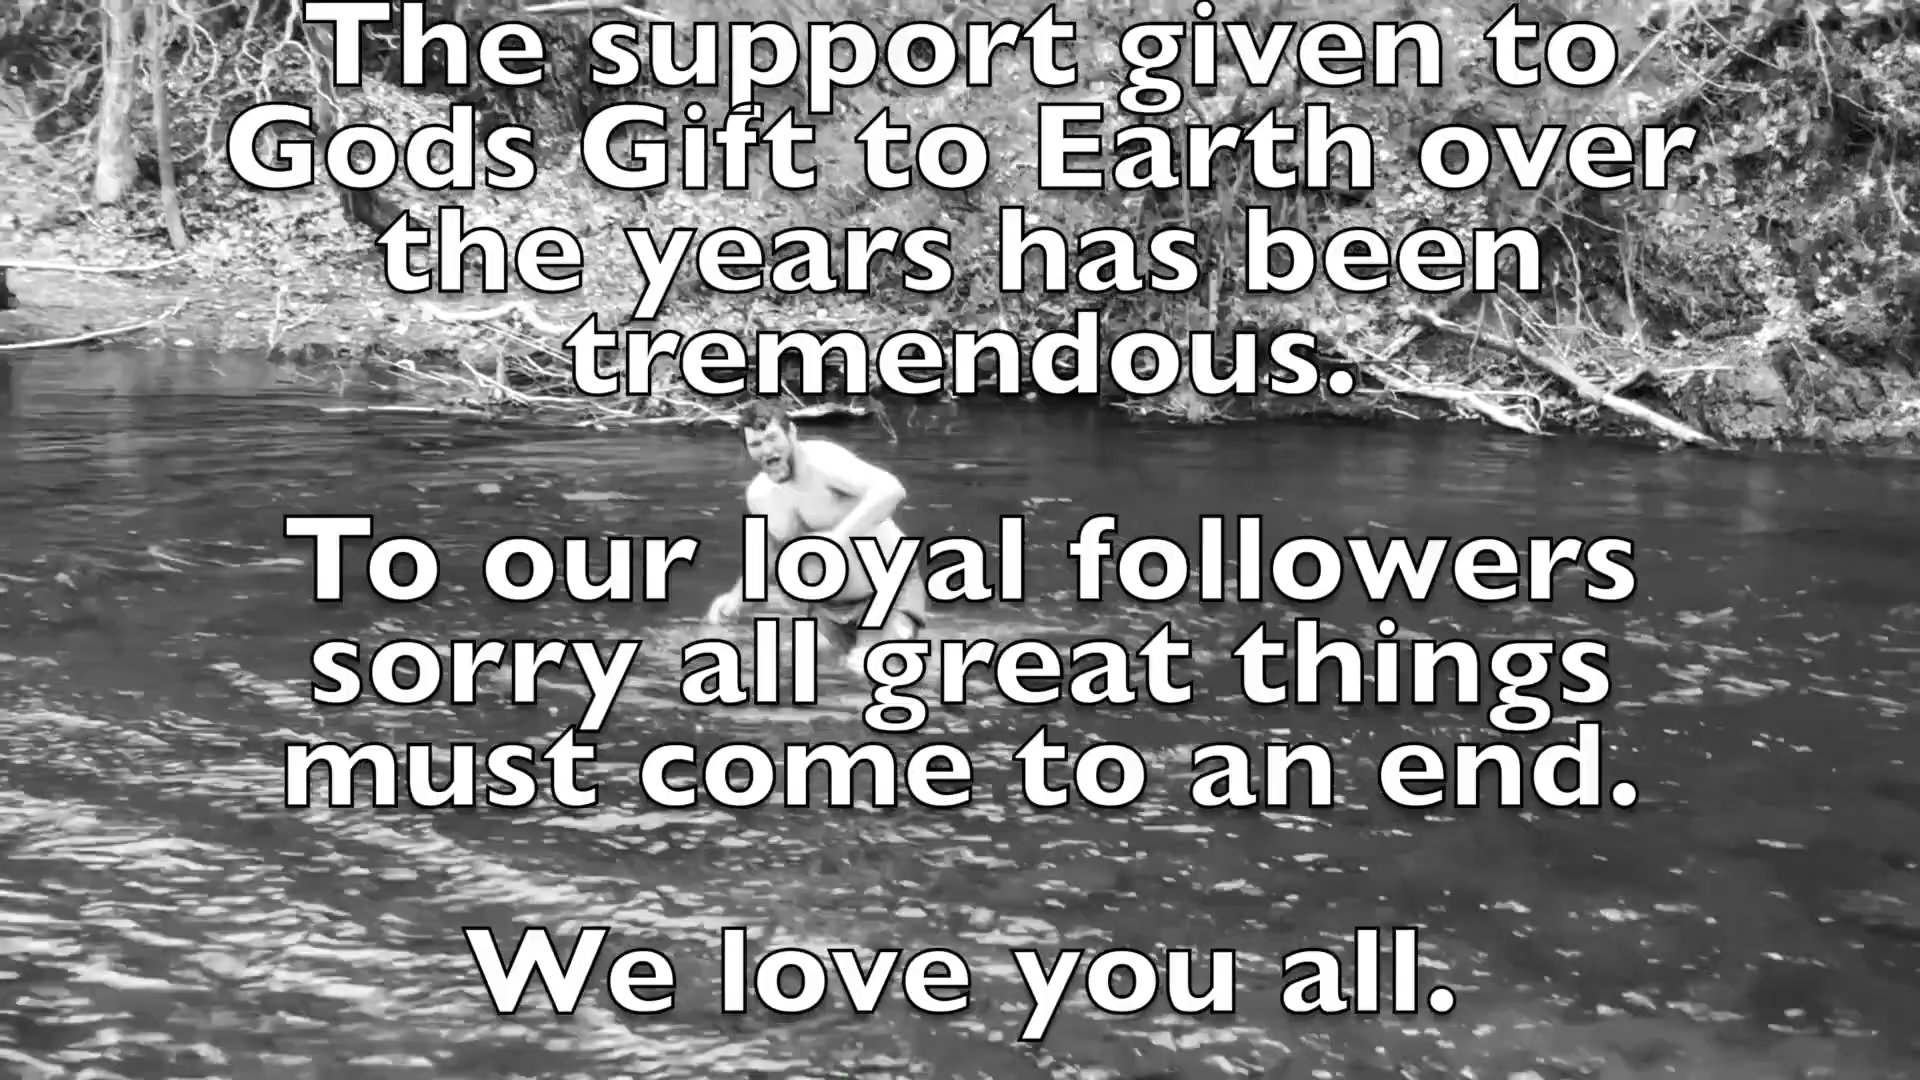 The support given to
Gods Gift to Earth over
the years has been
tremendous.
To our loyal followers
sorry all great things
must come to an end.
We love you all.